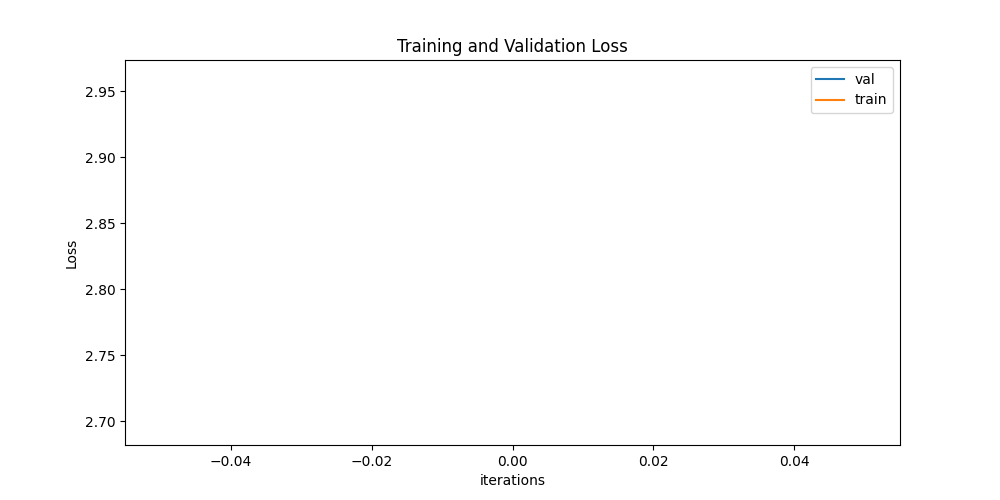 Training and Validation Loss
val
train
2.95
2.90
2.85
2.80
2.75
2.70
Loss
−0.04
−0.02
0.00
0.02
0.04
iterations